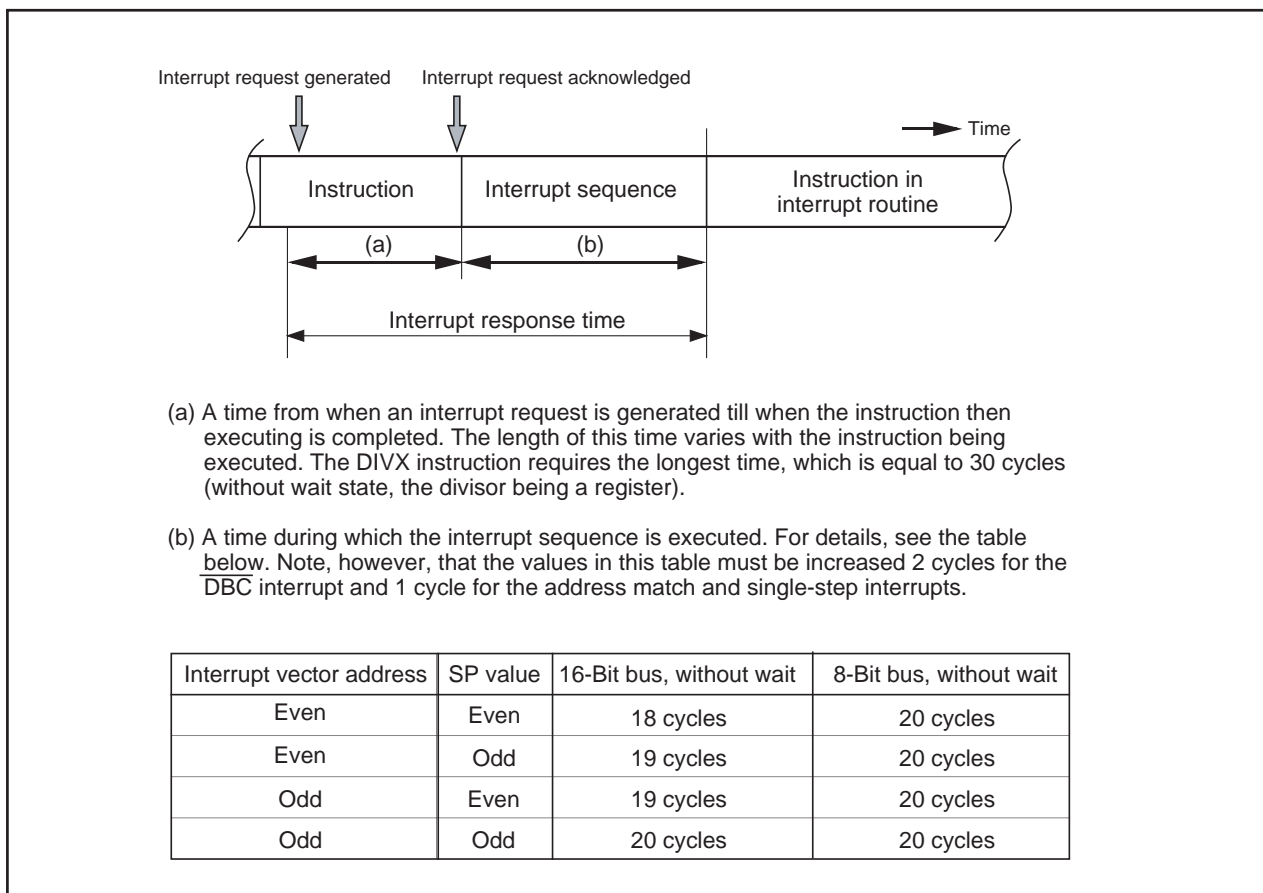 Interrupt request generated
Interrupt request acknowledged
Time
Instruction
Interrupt sequence
Instruction in
interrupt routine
(a)
(b)
Interrupt response time
(a) A time from when an interrupt request is generated till when the instruction then
executing is completed. The length of this time varies with the instruction being
executed. The DIVX instruction requires the longest time, which is equal to 30 cycles
(without wait state, the divisor being a register).
(b) A time during which the interrupt sequence is executed. For details, see the table
below. Note, however, that the values in this table must be increased 2 cycles for the
DBC interrupt and 1 cycle for the address match and single-step interrupts.
Interrupt vector address SP value 16-Bit bus, without wait 8-Bit bus, without wait
Even Even 18 cycles 20 cycles
Even Odd 19 cycles 20 cycles
Odd Even 19 cycles 20 cycles
Odd Odd 20 cycles 20 cycles